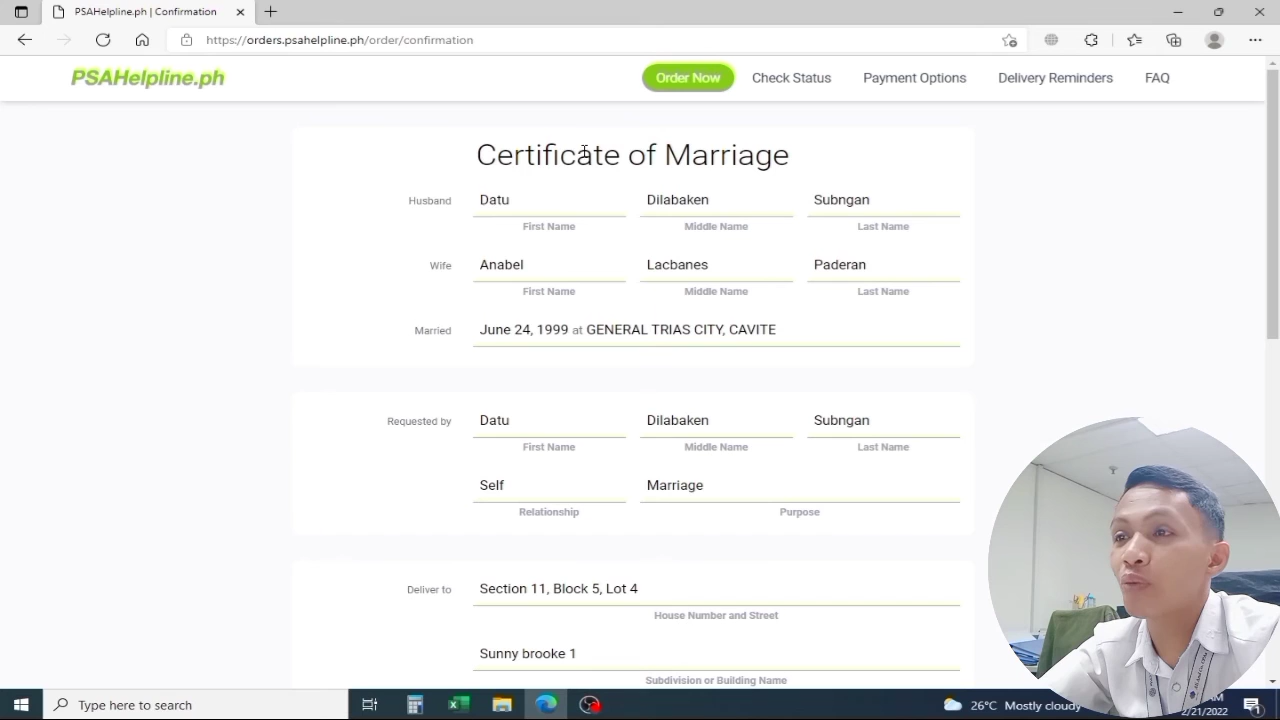 PSAHelpline.ph | Confirmation
https://orders.psahelpline.ph/order/confirmation
PSAHelpline.ph
Order Now Check Status Payment Options Delivery Reminders FAQ
Certificate of Marriage
Husband Datu Dilabaken Subngan
First Name Middle Name Last Name
Wife Anabel Lacbanes Paderan
First Name Middle Name Last Name
Married June 24, 1999 at GENERAL TRIAS CITY, CAVITE
Requested by Datu Dilabaken Subngan
First Name Middle Name Last Name
Self Marriage
Relationship Purpose
Deliver to Section 11, Block 5, Lot 4
House Number and Street
Sunny brooke 1
Subdivision or Building Name
Type here to search 26°C Mostly cloudy
2/21/2022